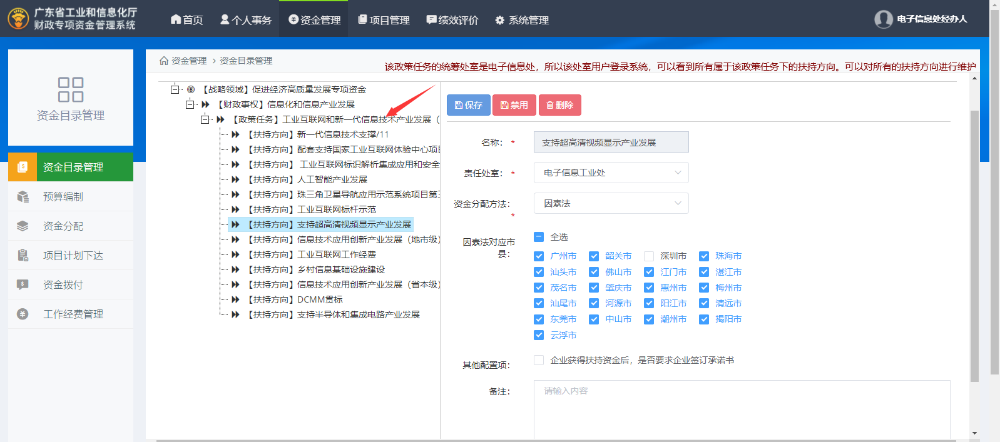 广东省工业和信息化厅
财政专项资金管理系统
首页
个人事务
资金管理
项目管理
绩效评价
系统管理
电子信息处经办人
资金目录管理
资金目录管理
预算编制
资金分配
项目计划下达
资金拨付
工作经费管理
资金管理 > 资金目录管理
该政策任务的统筹处室是电子信息处，所以该处室用户登录系统，可以看到所有属于该政策任务下的扶持方向。可以对所有的扶持方向进行维护
【战略领域】促进经济高质量发展专项资金
【财政事权】信息化和信息产业发展
【政策任务】工业互联网和新一代信息技术产业发展（
【扶持方向】新一代信息技术支撑/11
【扶持方向】配套支持国家工业互联网体验中心项目
【扶持方向】 工业互联网标识解析集成应用和安全
【扶持方向】人工智能产业发展
【扶持方向】珠三角卫星导航应用示范系统项目第三
【扶持方向】工业互联网标杆示范
【扶持方向】支持超高清视频显示产业发展
【扶持方向】信息技术应用创新产业发展（地市级）
【扶持方向】工业互联网工作经费
【扶持方向】乡村信息基础设施建设
【扶持方向】信息技术应用创新产业发展（省本级）
【扶持方向】DCMM贯标
【扶持方向】支持半导体和集成电路产业发展
保存
禁用
删除
名称： * 支持超高清视频显示产业发展
责任处室： * 电子信息工业处
资金分配方法： * 因素法
因素法对应市县：
全选
广州市 韶关市 深圳市 珠海市
汕头市 佛山市 江门市 湛江市
茂名市 肇庆市 惠州市 梅州市
汕尾市 河源市 阳江市 清远市
东莞市 中山市 潮州市 揭阳市
云浮市
其他配置项： 企业获得扶持资金后，是否要求企业签订承诺书
备注： 请输入内容